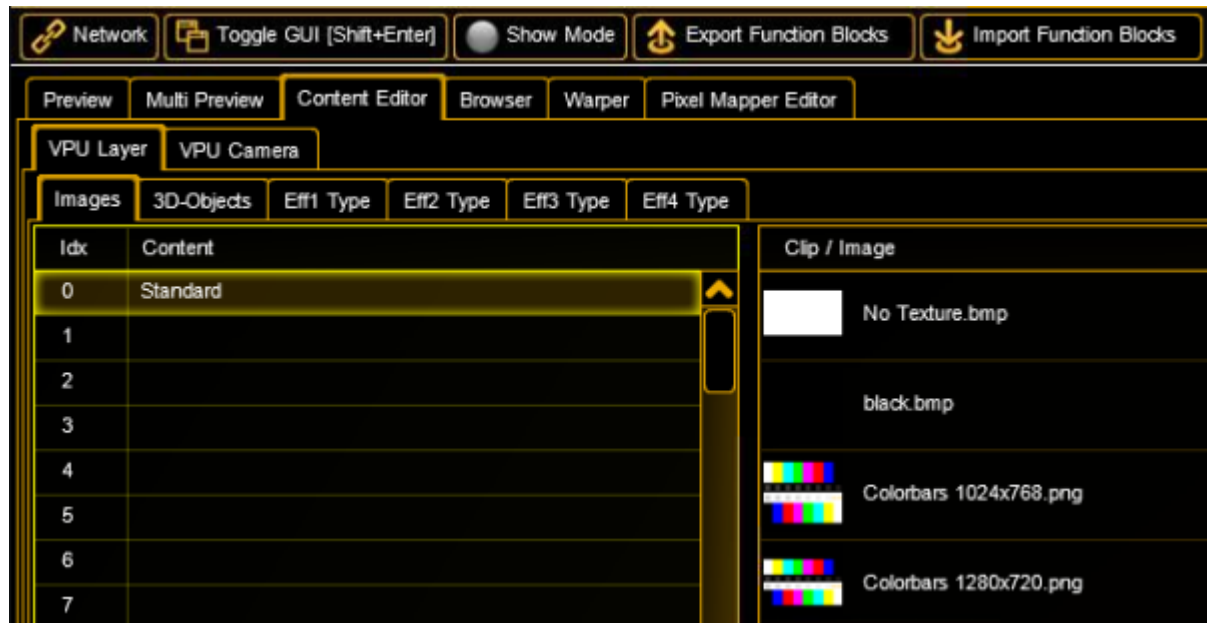 Network Toggle GUI [Shift+Enter] Show Mode Export Function Blocks Import Function Blocks
Preview Multi Preview Content Editor Browser Warper Pixel Mapper Editor
VPU Layer VPU Camera
Images 3D-Objects Eff1 Type Eff2 Type Eff3 Type Eff4 Type
Idx Content Clip / Image
0 Standard
No Texture.bmp
1
2
black.bmp
3
4
Colorbars 1024x768.png
5
6
Colorbars 1280x720.png
7